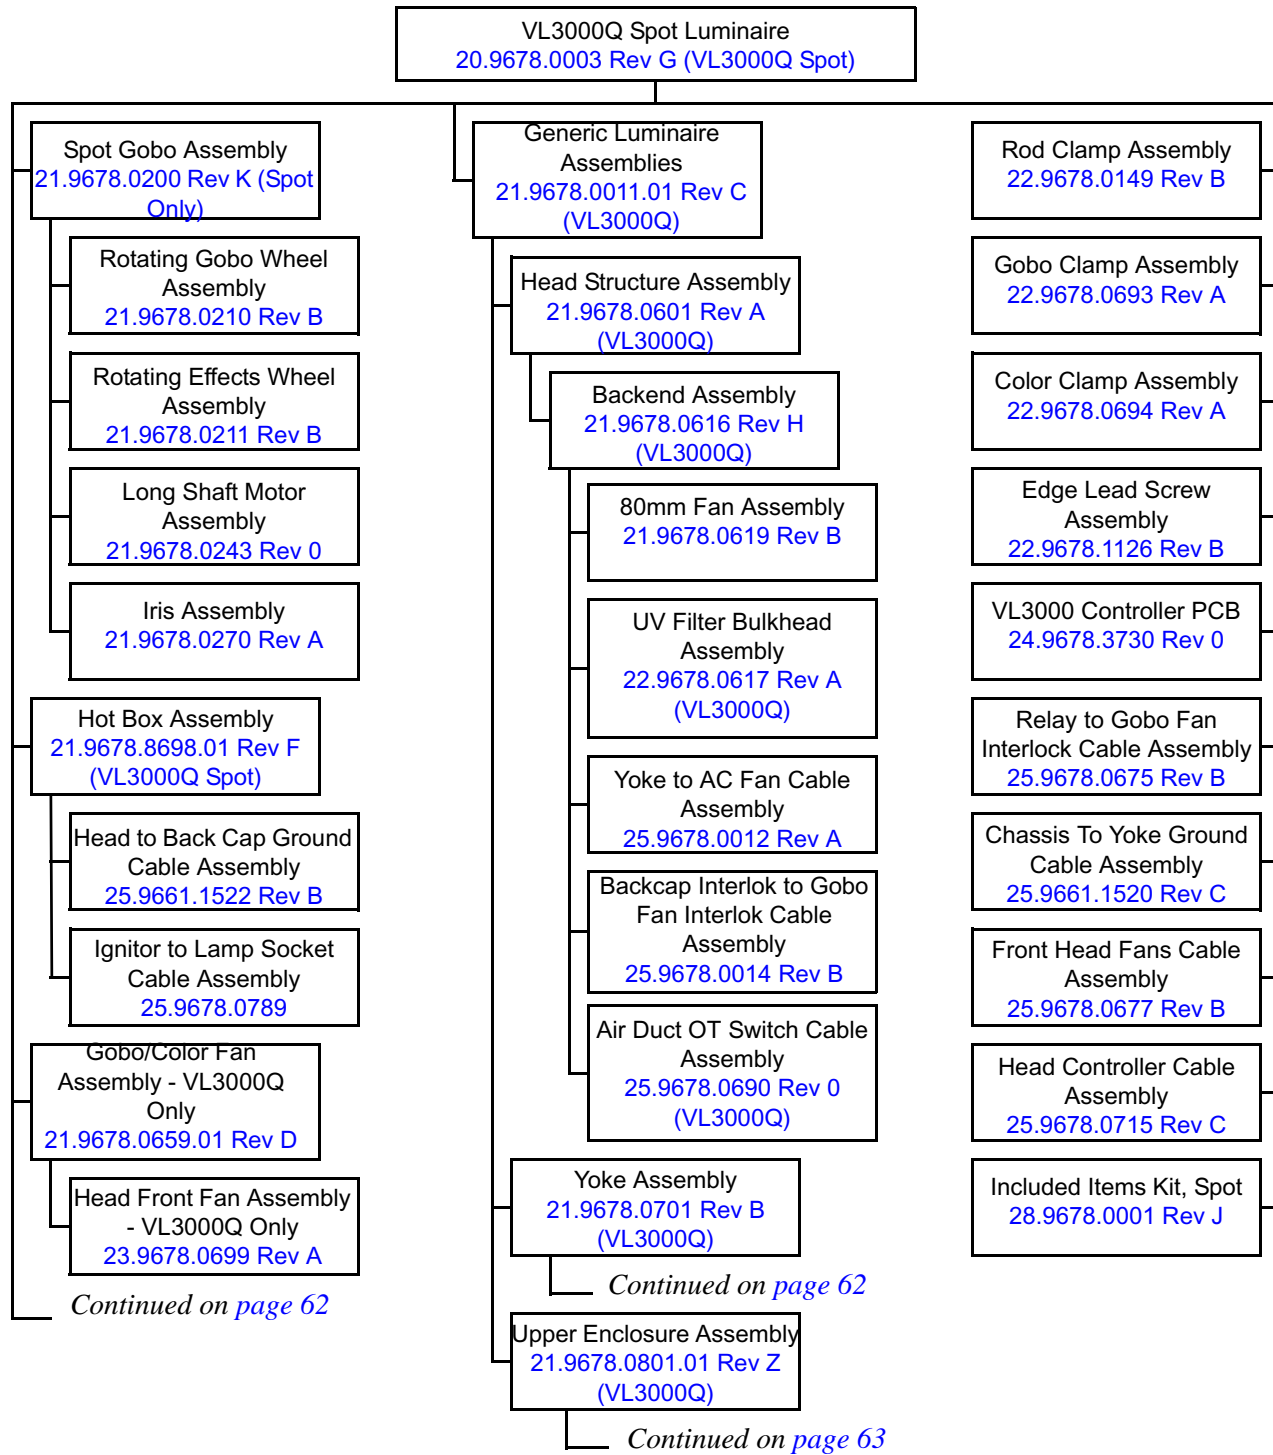 VL3000Q Spot Luminaire
20.9678.0003 Rev G (VL3000Q Spot)
Spot Gobo Assembly
21.9678.0200 Rev K (Spot
Only)
Rotating Gobo Wheel
Assembly
21.9678.0210 Rev B
Rotating Effects Wheel
Assembly
21.9678.0211 Rev B
Long Shaft Motor
Assembly
21.9678.0243 Rev 0
Iris Assembly
21.9678.0270 Rev A
Hot Box Assembly
21.9678.8698.01 Rev F
(VL3000Q Spot)
Head to Back Cap Ground
Cable Assembly
25.9661.1522 Rev B
Ignitor to Lamp Socket
Cable Assembly
25.9678.0789
Gobo/Color Fan
Assembly - VL3000Q
Only
21.9678.0659.01 Rev D
Head Front Fan Assembly
- VL3000Q Only
23.9678.0699 Rev A
Continued on page 62
Generic Luminaire
Assemblies
21.9678.0011.01 Rev C
(VL3000Q)
Head Structure Assembly
21.9678.0601 Rev A
(VL3000Q)
Backend Assembly
21.9678.0616 Rev H
(VL3000Q)
80mm Fan Assembly
21.9678.0619 Rev B
UV Filter Bulkhead
Assembly
22.9678.0617 Rev A
(VL3000Q)
Yoke to AC Fan Cable
Assembly
25.9678.0012 Rev A
Backcap Interlok to Gobo
Fan Interlok Cable
Assembly
25.9678.0014 Rev B
Air Duct OT Switch Cable
Assembly
25.9678.0690 Rev 0
(VL3000Q)
Yoke Assembly
21.9678.0701 Rev B
(VL3000Q)
Continued on page 62
Upper Enclosure Assembly
21.9678.0801.01 Rev Z
(VL3000Q)
Continued on page 63
Rod Clamp Assembly
22.9678.0149 Rev B
Gobo Clamp Assembly
22.9678.0693 Rev A
Color Clamp Assembly
22.9678.0694 Rev A
Edge Lead Screw
Assembly
22.9678.1126 Rev B
VL3000 Controller PCB
24.9678.3730 Rev 0
Relay to Gobo Fan
Interlock Cable Assembly
25.9678.0675 Rev B
Chassis To Yoke Ground
Cable Assembly
25.9661.1520 Rev C
Front Head Fans Cable
Assembly
25.9678.0677 Rev B
Head Controller Cable
Assembly
25.9678.0715 Rev C
Included Items Kit, Spot
28.9678.0001 Rev J